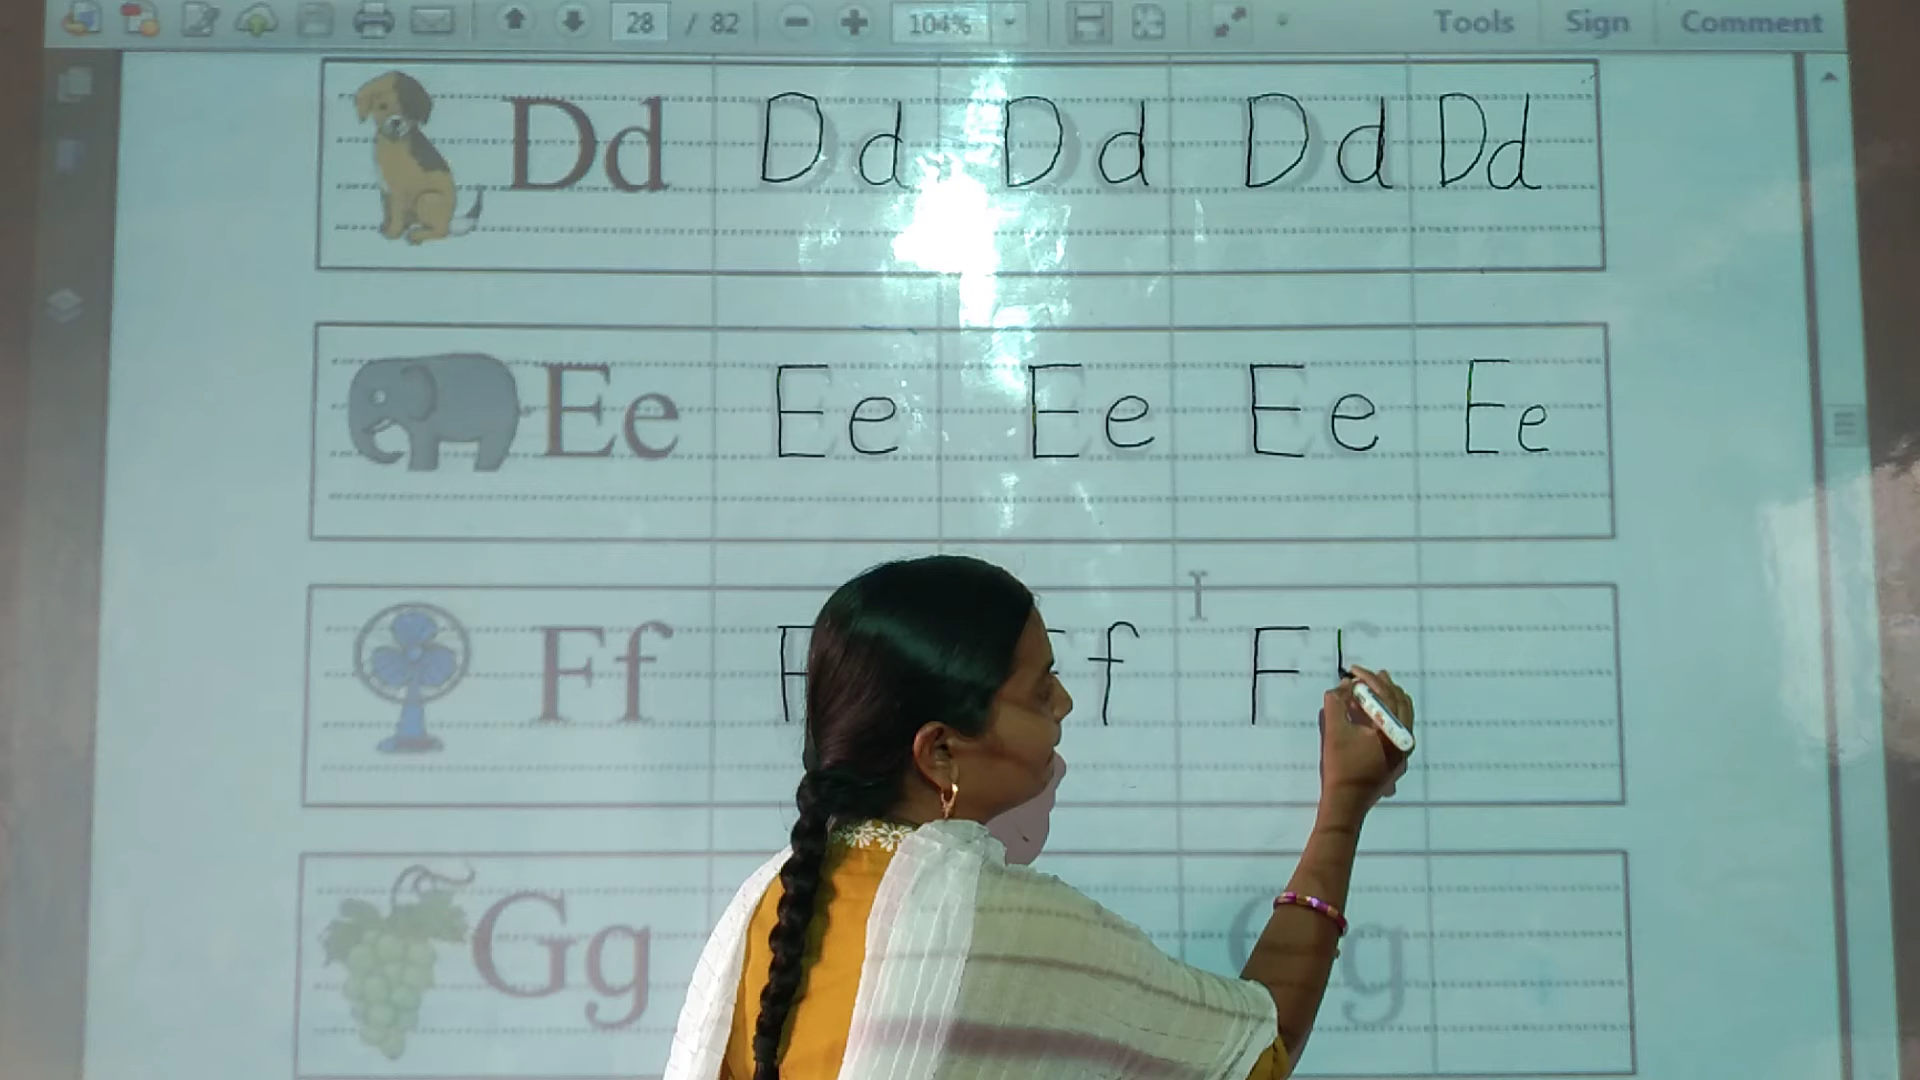 28 / 82 104% Tools Sign Comment
Dd Dd Dd Dd Dd
Ee Ee Ee Ee Ee
Ff F f F
Gg g